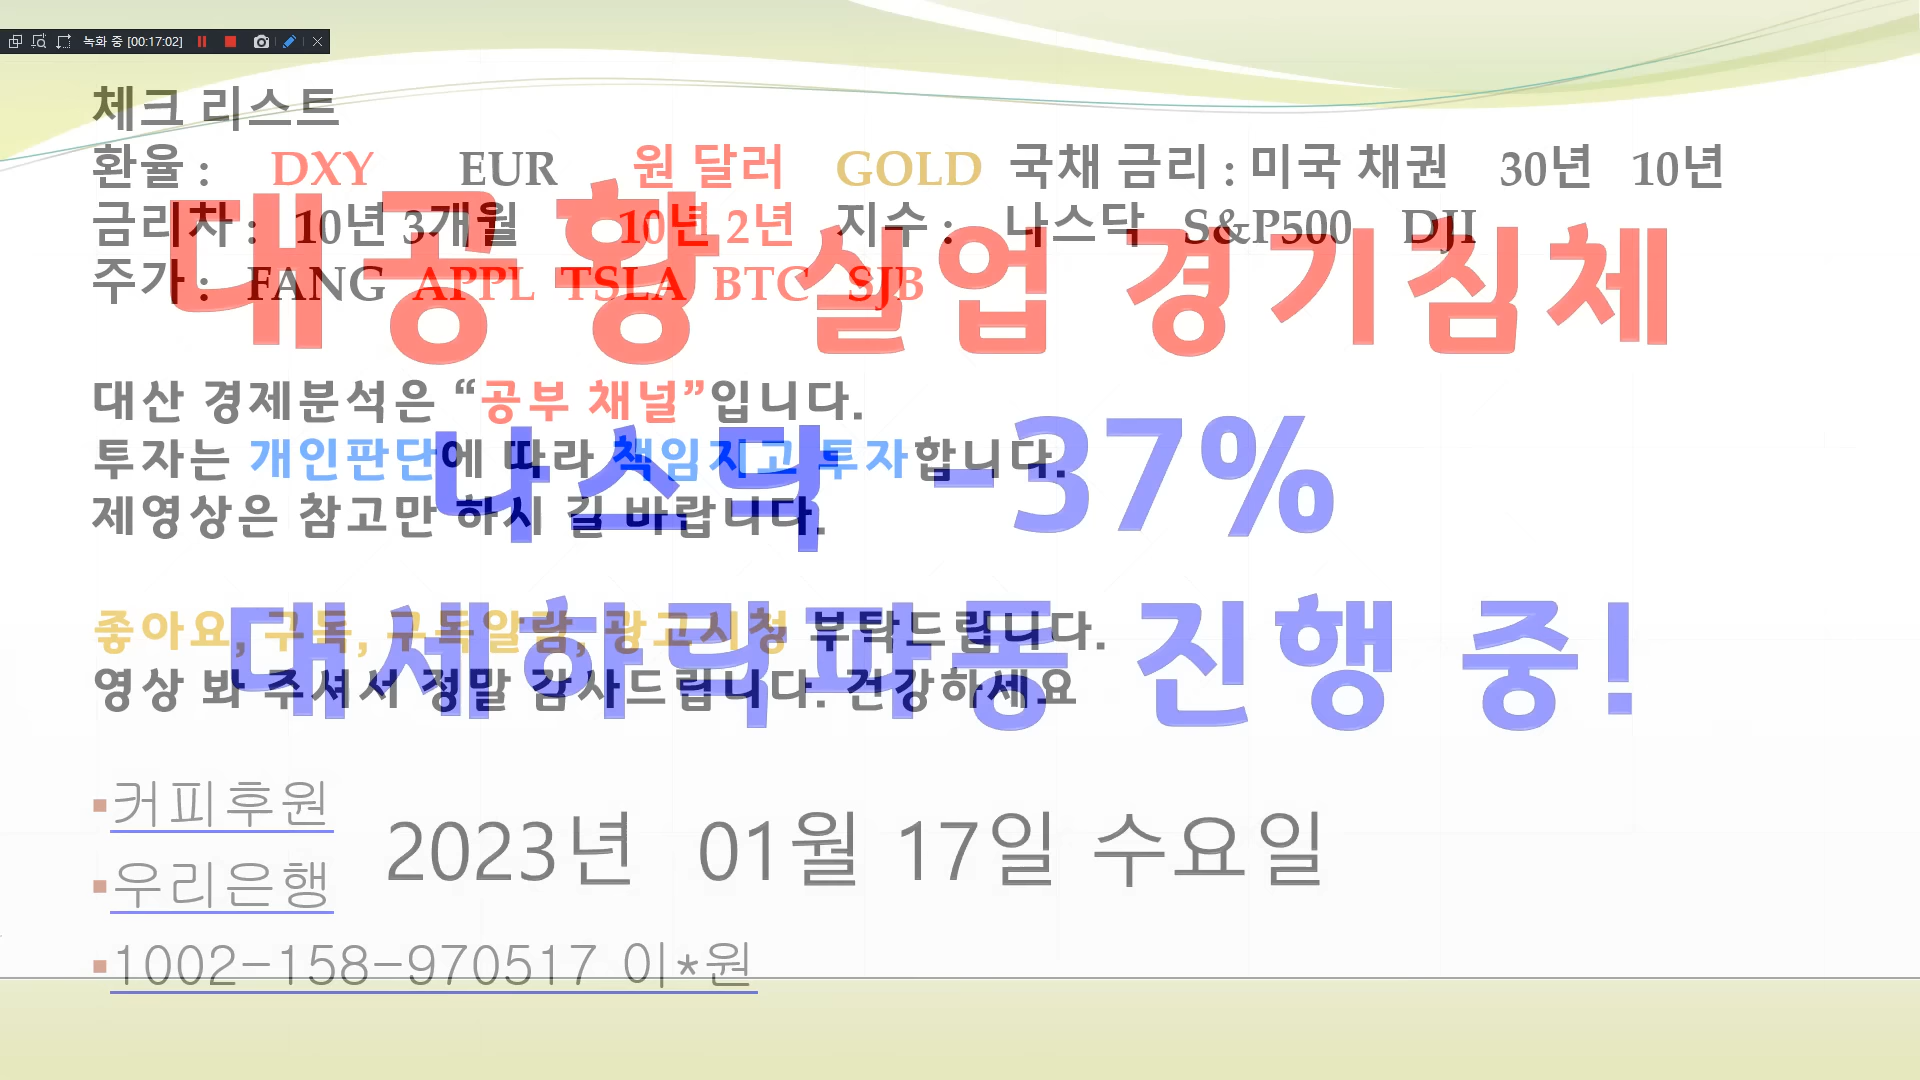 녹화 중 [00:17:02]
체크 리스트
환율 : DXY EUR 원 달러 GOLD 국채 금리 : 미국 채권 30년 10년
금리차 : 10년 3개월 10년 2년 지수 : 나스닥 S&P500 DJI
주가 : FANG APPL TSLA BTC SJB
대공황 실업 경기침체
대산 경제분석은 “공부 채널”입니다.
투자는 개인판단에 따라 책임지고 투자합니다.
제영상은 참고만 하시 길 바랍니다.
나스닥 -37%
좋아요, 구독, 구독알람, 광고시청 부탁드립니다.
영상 봐 주셔서 정말 감사드립니다. 건강하세요
대세하락파동 진행 중!
▪커피후원
2023년 01월 17일 수요일
▪우리은행
▪1002-158-970517 이*원